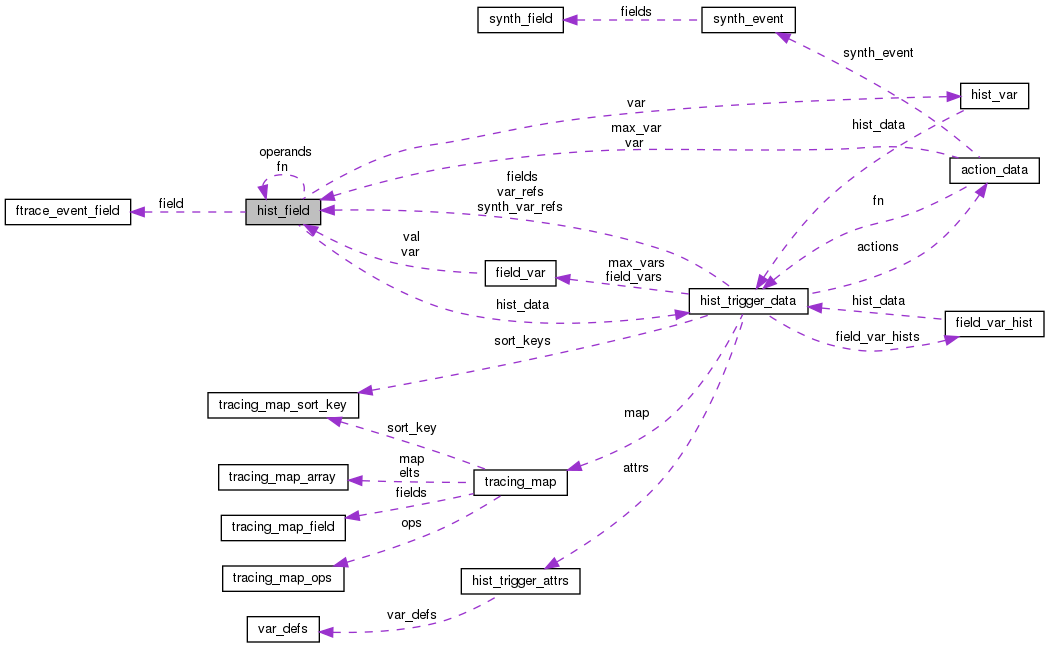 synth_field
fields
synth_event
synth_event
hist_var
var
max_var
var
hist_data
action_data
operands
fn
fields
var_refs
synth_var_refs
fn
ftrace_event_field
field
hist_field
val
var
actions
field_var
max_vars
field_vars
hist_data
hist_trigger_data
hist_data
field_var_hist
field_var_hists
sort_keys
tracing_map_sort_key
map
sort_key
map
elts
attrs
tracing_map_array
tracing_map
fields
tracing_map_field
ops
tracing_map_ops
hist_trigger_attrs
var_defs
var_defs